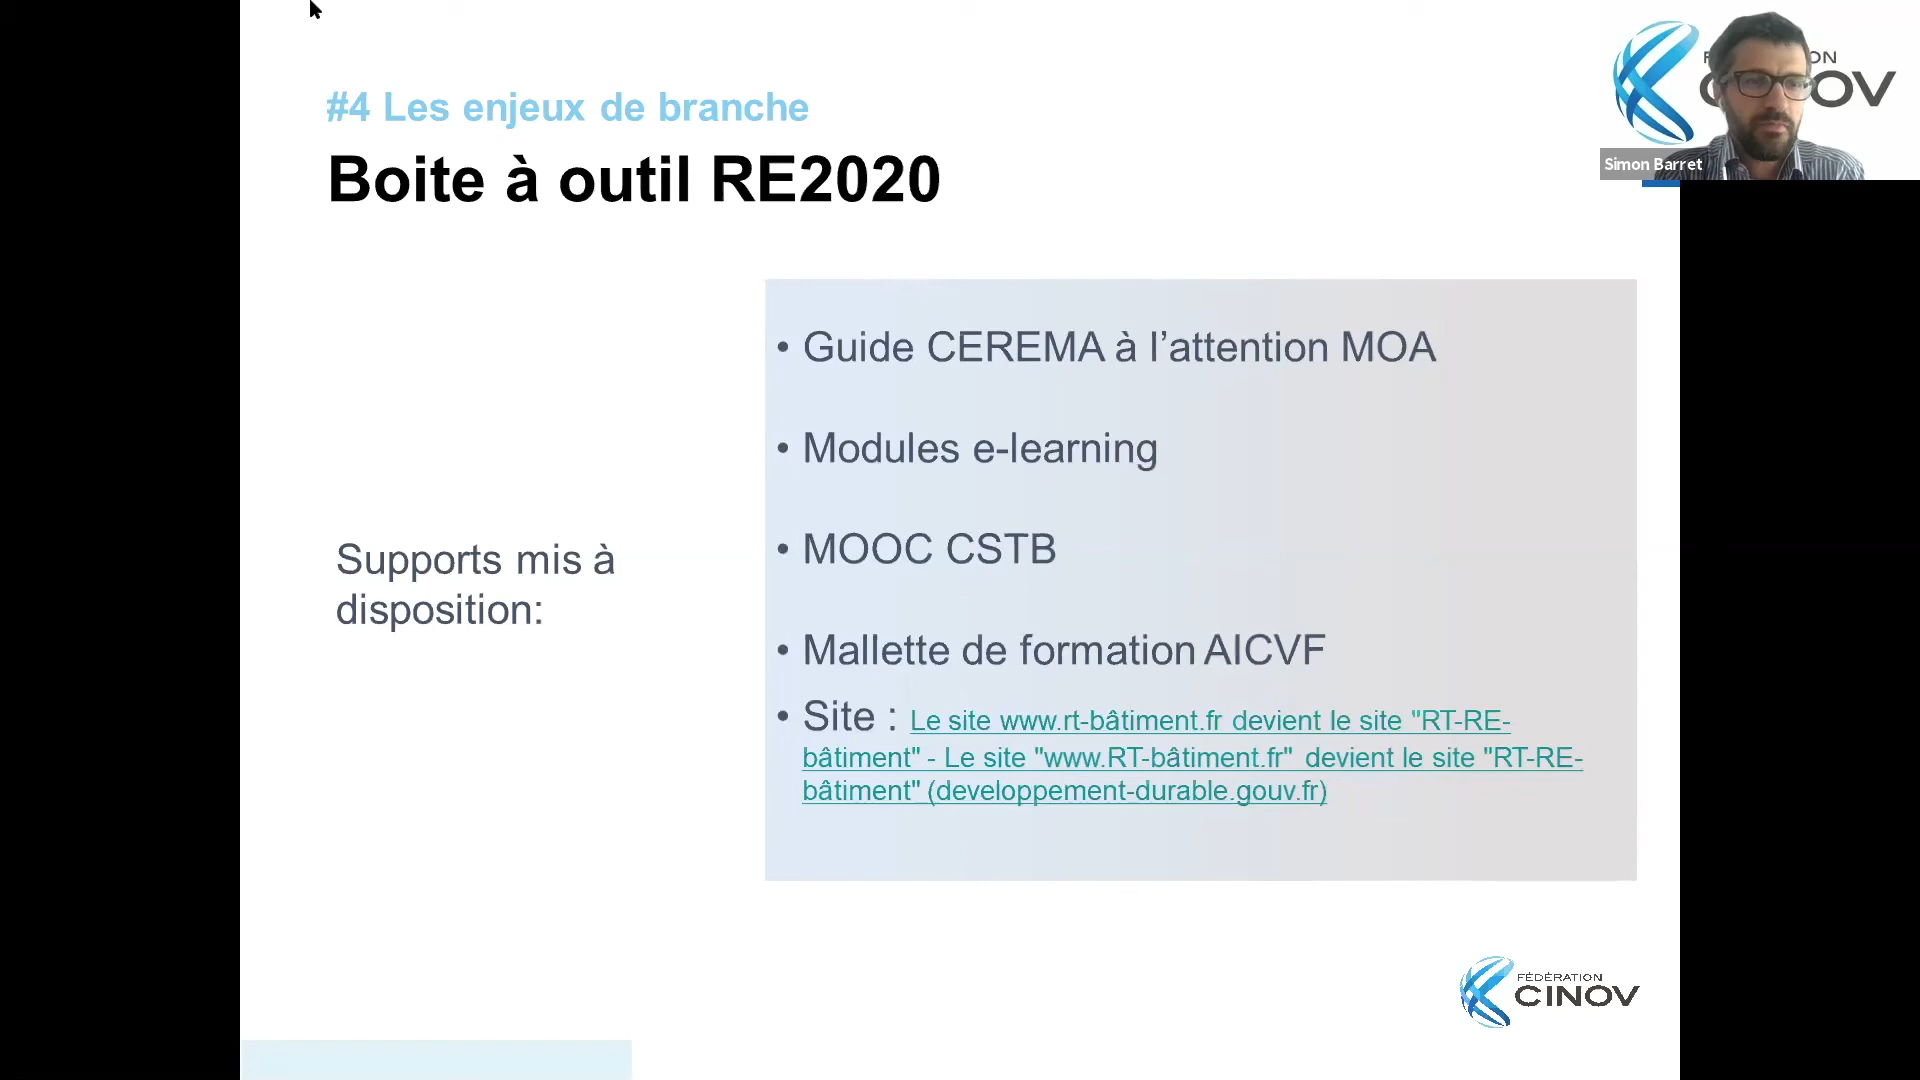 #4 Les enjeux de branche
Boite à outil RE2020
Simon Barret
• Guide CEREMA à l’attention MOA
• Modules e-learning
• MOOC CSTB
Supports mis à
disposition:
• Mallette de formation AICVF
• Site : Le site www.rt-bâtiment.fr devient le site "RT-RE-
bâtiment" - Le site "www.RT-bâtiment.fr" devient le site "RT-RE-
bâtiment" (developpement-durable.gouv.fr)
FÉDÉRATION
CINOV